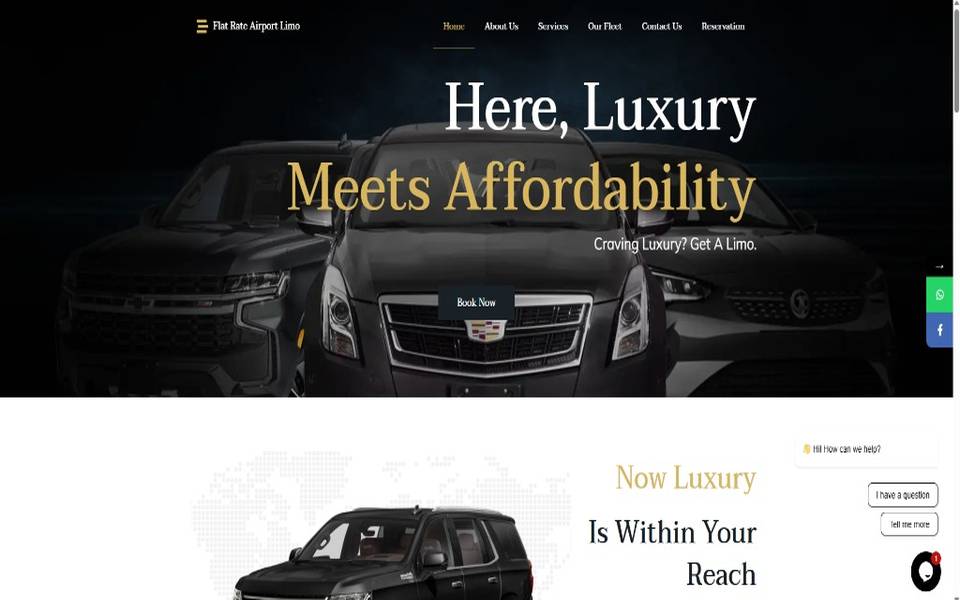 Flat Rate Airport Limo
Home About Us Services Our Fleet Contact Us Reservation
Here, Luxury
Meets Affordability
Craving Luxury? Get A Limo.
Book Now
Now Luxury
Is Within Your
Reach
👋 Hi! How can we help?
I have a question
Tell me more
1